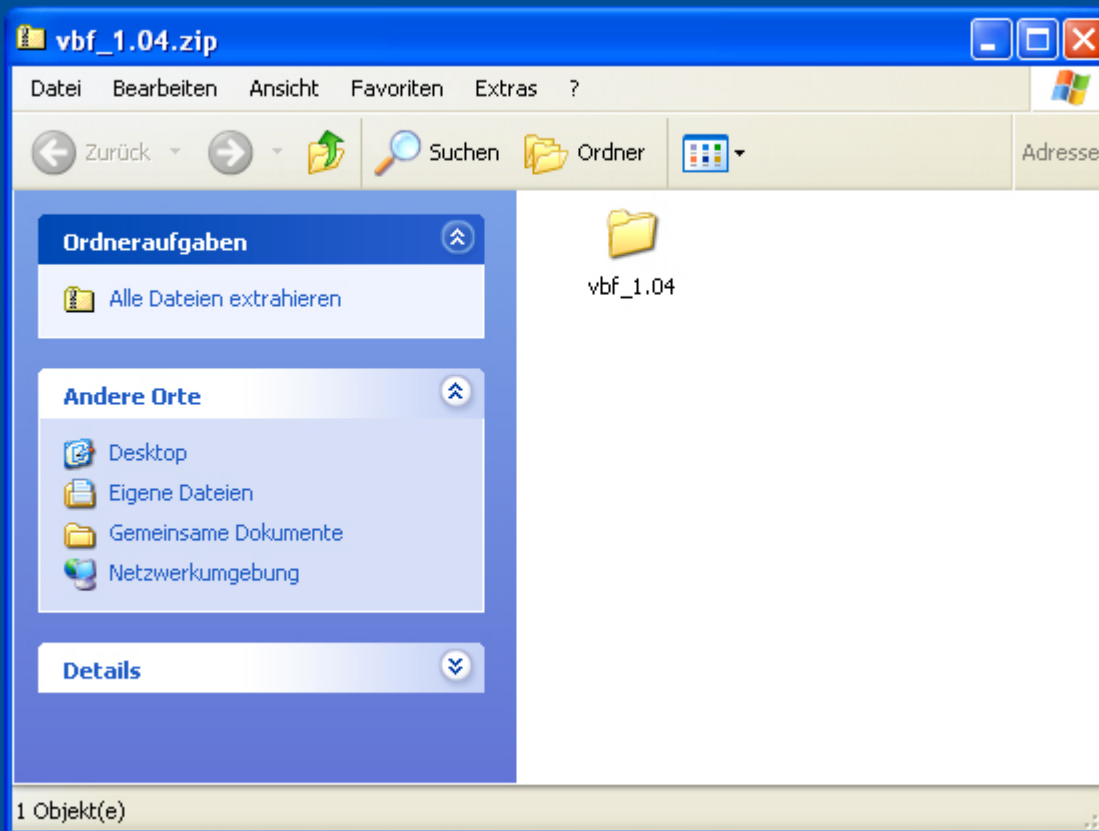 vbf_1.04.zip
Datei Bearbeiten Ansicht Favoriten Extras ?
Zurück Suchen Ordner Adresse
Ordneraufgaben
Alle Dateien extrahieren
Andere Orte
Desktop
Eigene Dateien
Gemeinsame Dokumente
Netzwerkumgebung
Details
vbf_1.04
1 Objekt(e)